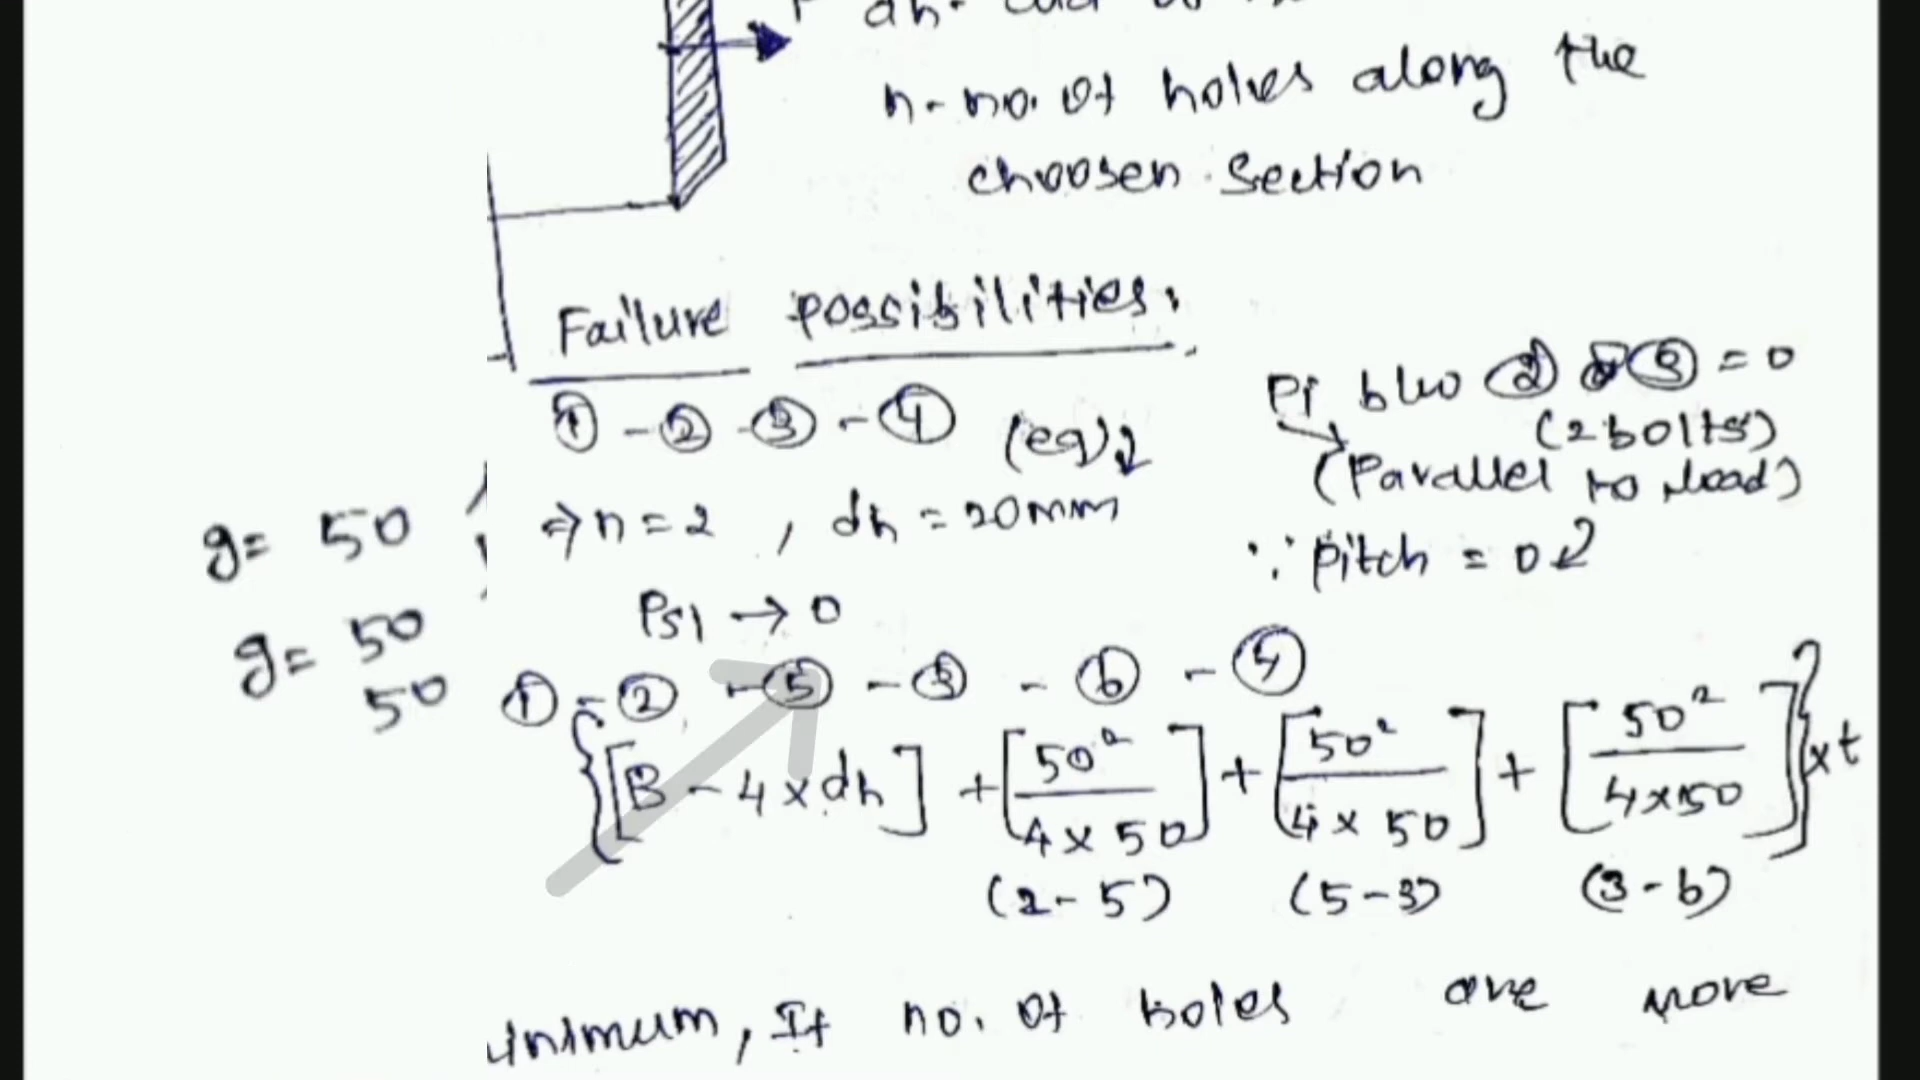 n - no. of holes along the
choosen section
Failure possibilities:
① - ② - ③ - ④ (eq)↓
⇒ n = 2 , dh = 20mm
Ps1 → 0
Pi b/w ② & ③ = 0
(2 bolts)
(Parallel to load)
∵ pitch = 0
g = 50
g = 50
50
① - ② - ⑤ - ③ - ⑥ - ④
{[B - 4 x dh] + [50² / 4 x 50] + [50² / 4 x 50] + [50² / 4 x 50]} x t
(2 - 5) (5 - 3) (3 - 6)
inimum, If no. of holes are more